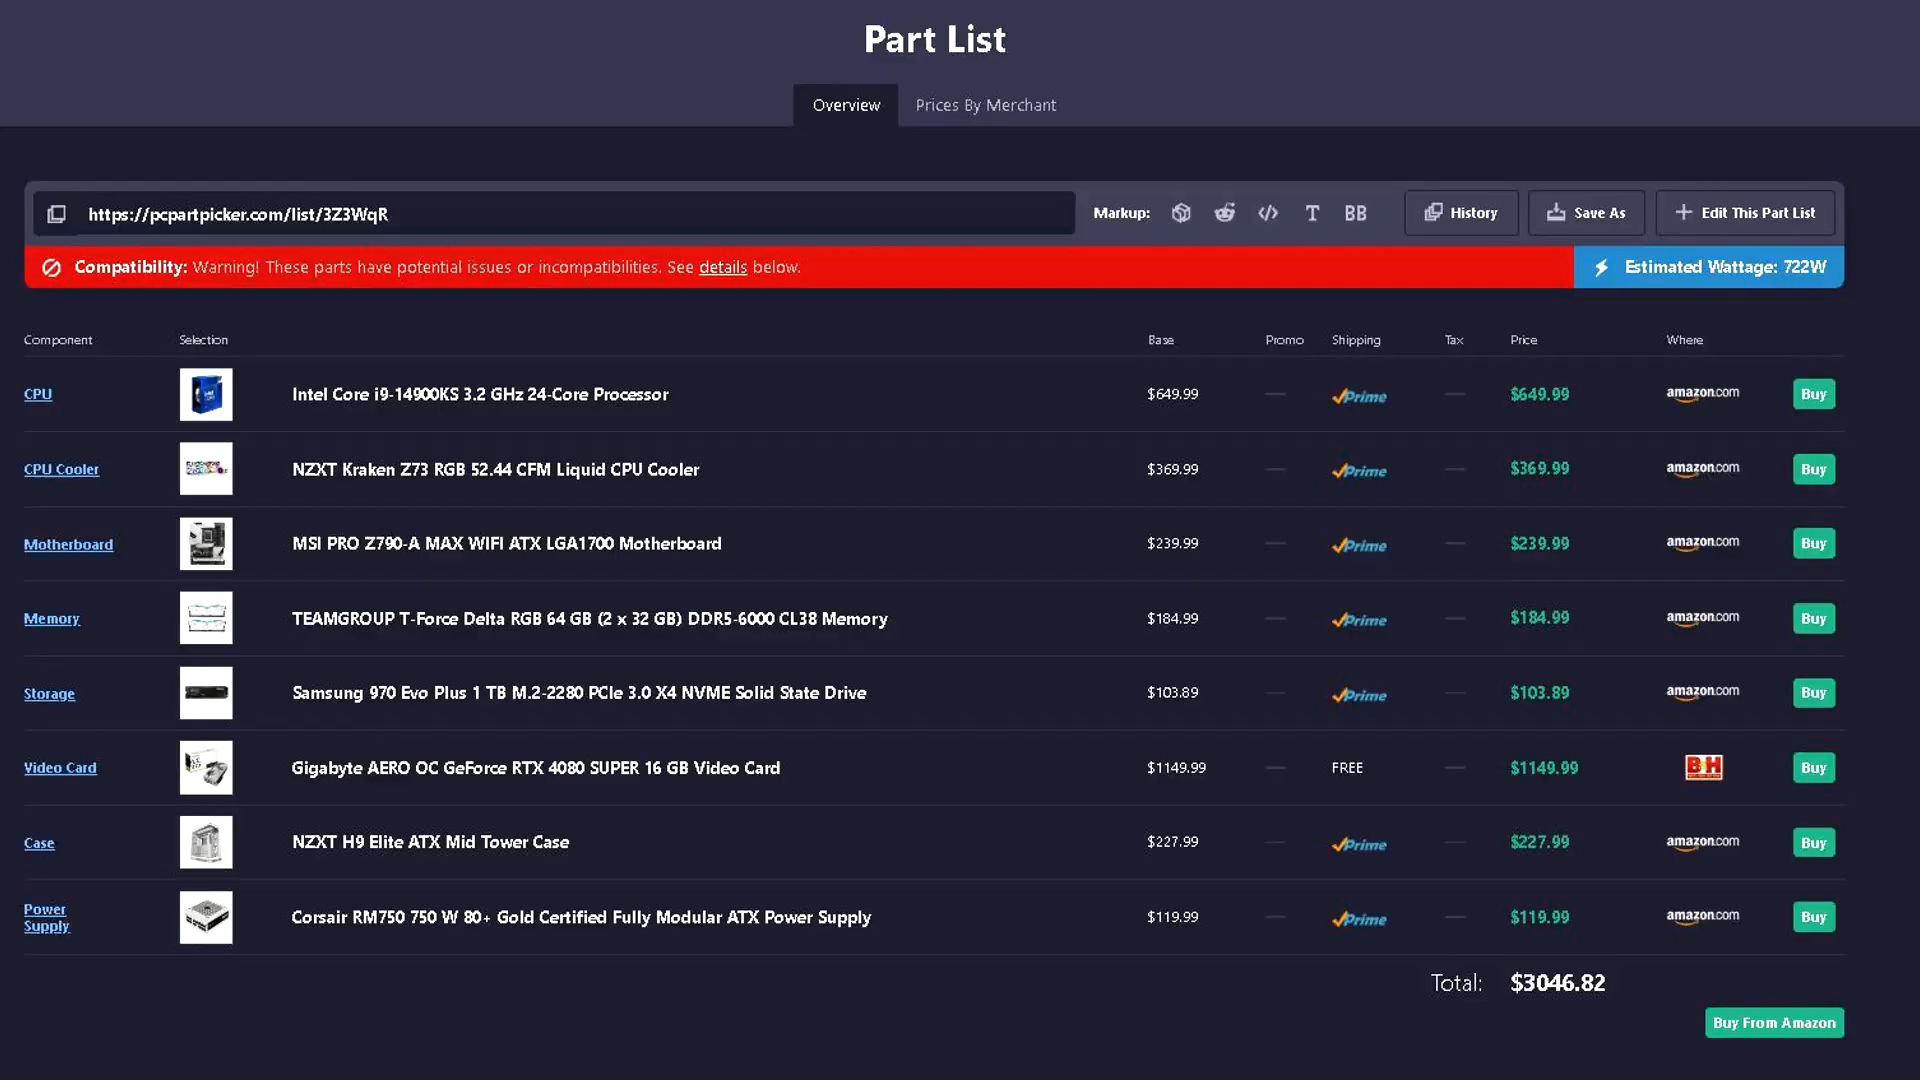 Part List
Overview Prices By Merchant
https://pcpartpicker.com/list/3Z3WqR Markup: T BB History Save As Edit This Part List
Compatibility: Warning! These parts have potential issues or incompatibilities. See details below. Estimated Wattage: 722W
Component Selection Base Promo Shipping Tax Price Where
CPU Intel Core i9-14900KS 3.2 GHz 24-Core Processor $649.99 — Prime — $649.99 amazon.com Buy
CPU Cooler NZXT Kraken Z73 RGB 52.44 CFM Liquid CPU Cooler $369.99 — Prime — $369.99 amazon.com Buy
Motherboard MSI PRO Z790-A MAX WIFI ATX LGA1700 Motherboard $239.99 — Prime — $239.99 amazon.com Buy
Memory TEAMGROUP T-Force Delta RGB 64 GB (2 x 32 GB) DDR5-6000 CL38 Memory $184.99 — Prime — $184.99 amazon.com Buy
Storage Samsung 970 Evo Plus 1 TB M.2-2280 PCIe 3.0 X4 NVME Solid State Drive $103.89 — Prime — $103.89 amazon.com Buy
Video Card Gigabyte AERO OC GeForce RTX 4080 SUPER 16 GB Video Card $1149.99 — FREE — $1149.99 B&H Buy
Case NZXT H9 Elite ATX Mid Tower Case $227.99 — Prime — $227.99 amazon.com Buy
Power
Supply Corsair RM750 750 W 80+ Gold Certified Fully Modular ATX Power Supply $119.99 — Prime — $119.99 amazon.com Buy
Total: $3046.82
Buy From Amazon